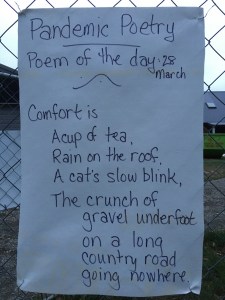 Pandemic Poetry
Poem of the day · 28
March
Comfort is
A cup of tea,
Rain on the roof,
A cat's slow blink,
The crunch of
gravel underfoot
on a long
country road
going nowhere